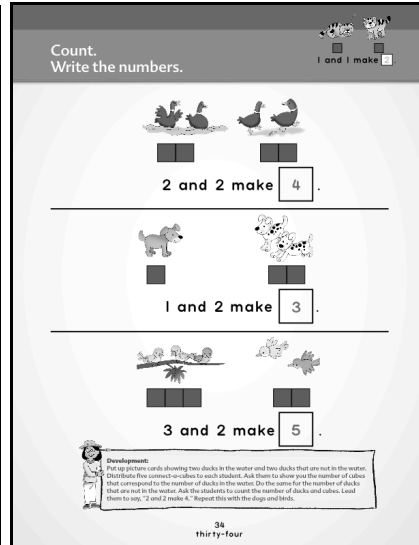 Count.
Write the numbers.
1 and 1 make 2.
2 and 2 make 4.
1 and 2 make 3.
3 and 2 make 5.
Development:
Put up picture cards showing two ducks in the water and two ducks that are not in the water.
Distribute five connect-a-cubes to each student. Ask them to show you the number of cubes
that correspond to the number of ducks in the water. Do the same for the number of ducks
that are not in the water. Ask the students to count the number of ducks and cubes. Lead
them to say, "2 and 2 make 4." Repeat this with the dogs and birds.
34
thirty-four